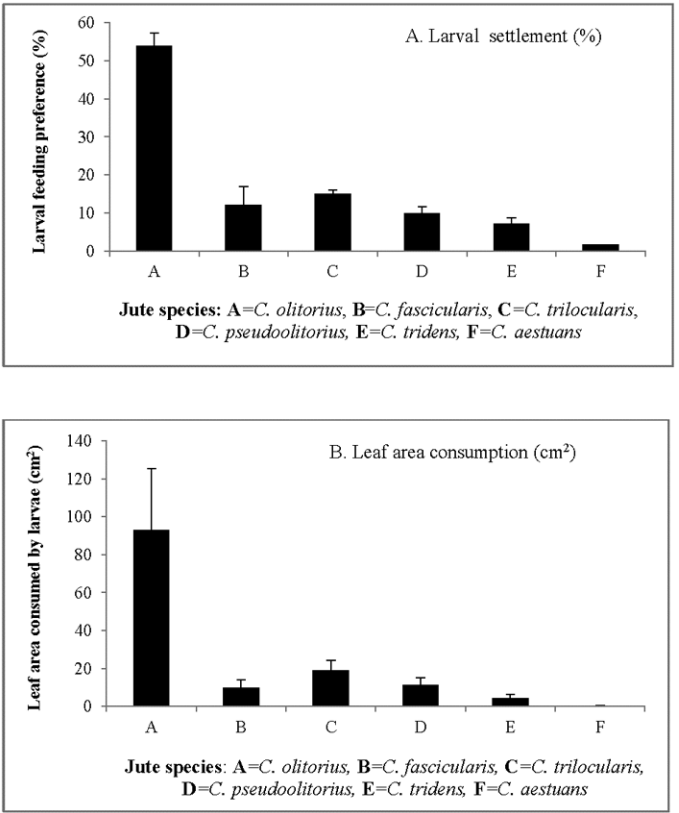 A. Larval settlement (%)
Larval feeding preference (%)
60
50
40
30
20
10
0
A B C D E F
Jute species: A=C. olitorius, B=C. fascicularis, C=C. trilocularis,
D=C. pseudoolitorius, E=C. tridens, F=C. aestuans
B. Leaf area consumption (cm²)
Leaf area consumed by larvae (cm²)
140
120
100
80
60
40
20
0
A B C D E F
Jute species: A=C. olitorius, B=C. fascicularis, C=C. trilocularis,
D=C. pseudoolitorius, E=C. tridens, F=C. aestuans